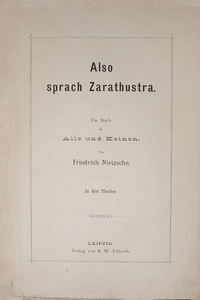 Also
sprach Zarathustra.
Ein Buch
für
Alle und Keinen.
Von
Friedrich Nietzsche.
In drei Theilen.
LEIPZIG.
Verlag von E. W. Fritzsch.